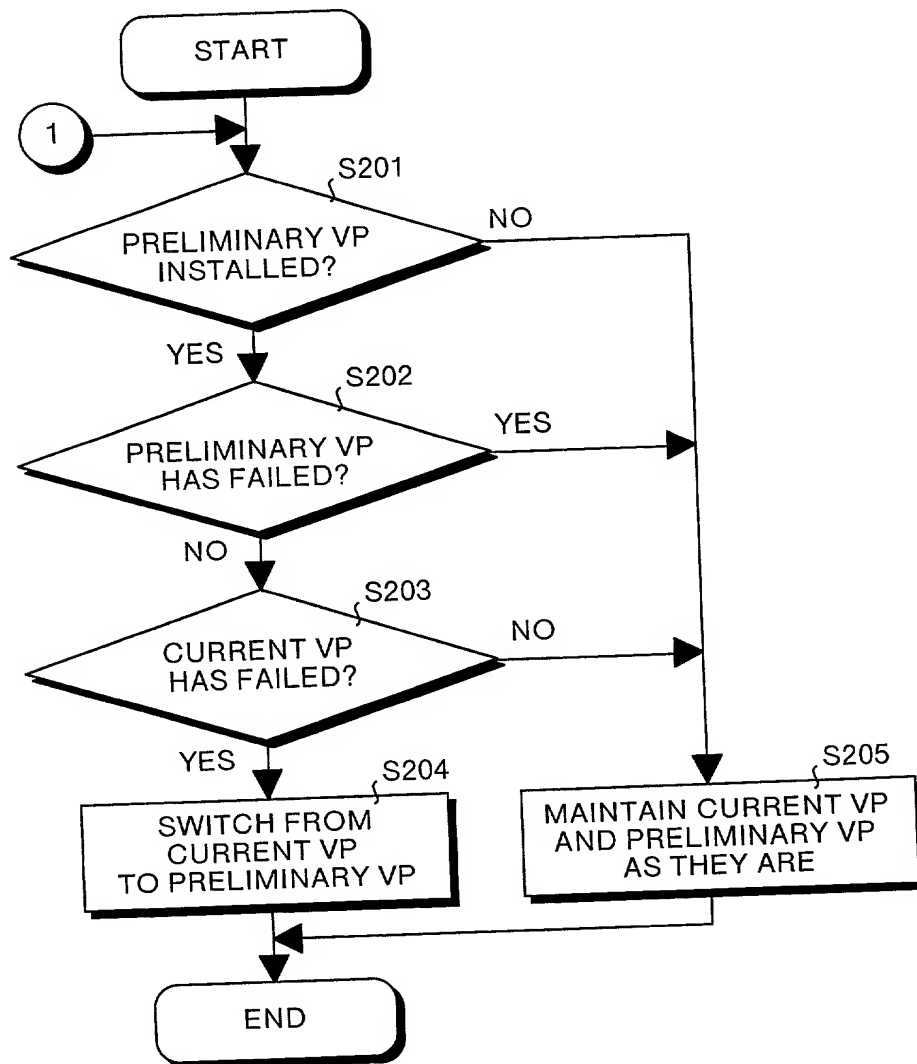 START
1
S201
NO
PRELIMINARY VP
INSTALLED?
YES
S202
YES
PRELIMINARY VP
HAS FAILED?
NO
S203
NO
CURRENT VP
HAS FAILED?
YES
S204
S205
SWITCH FROM
CURRENT VP
TO PRELIMINARY VP
MAINTAIN CURRENT VP
AND PRELIMINARY VP
AS THEY ARE
END